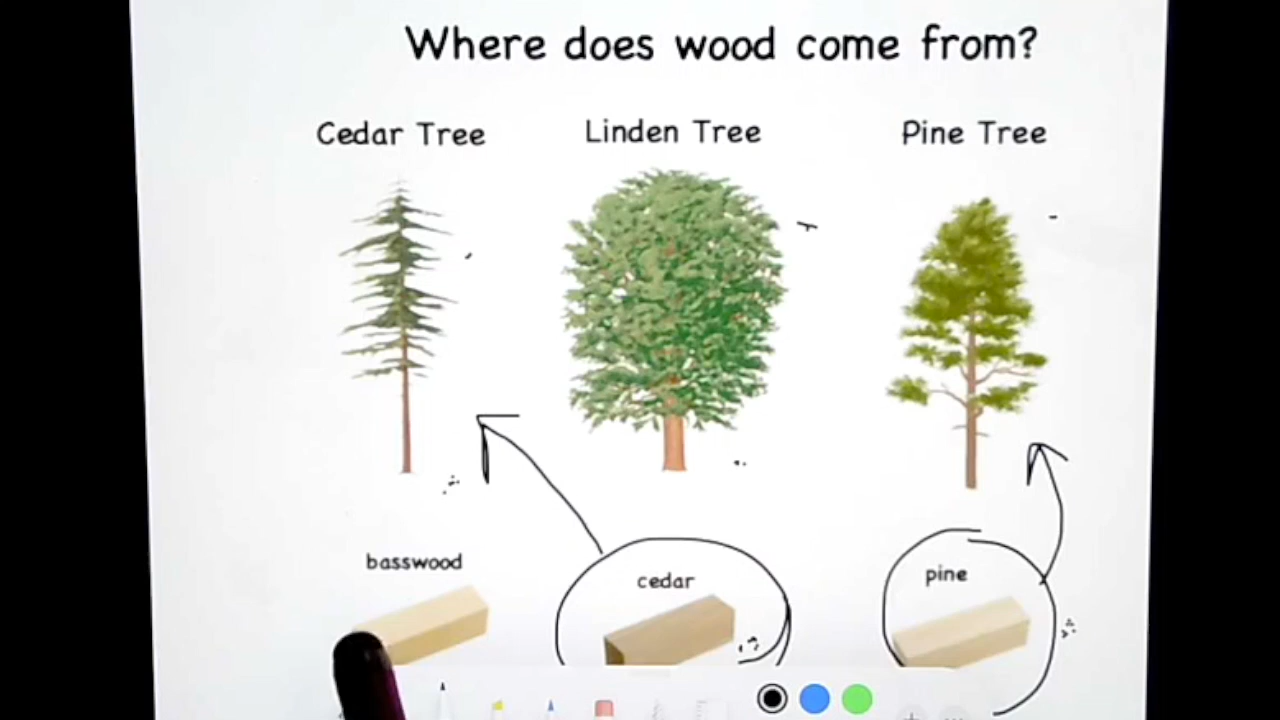 Where does wood come from?
Cedar Tree
Linden Tree
Pine Tree
basswood
cedar
pine